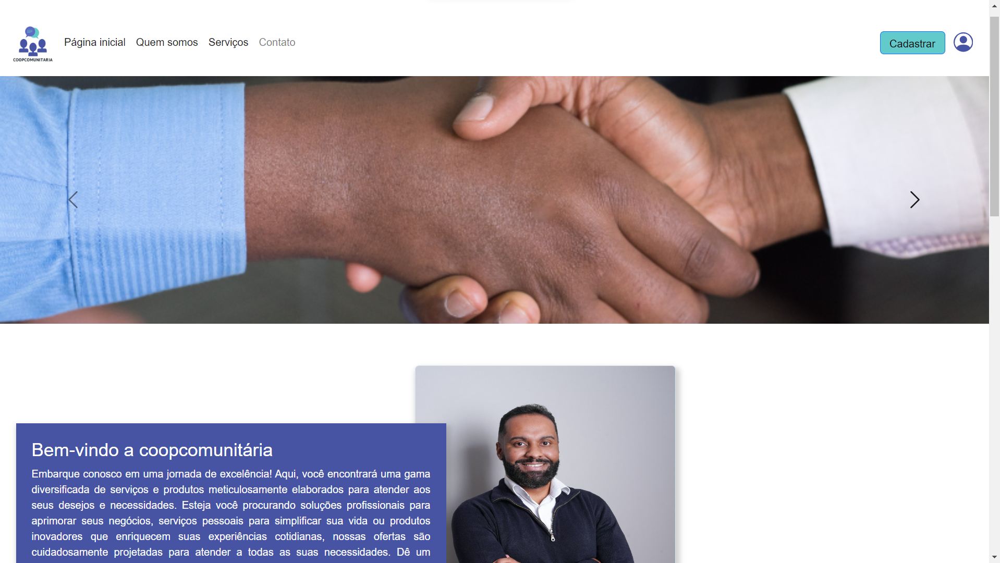 COOPCOMUNITARIA
Página inicial
Quem somos
Serviços
Contato
Cadastrar
Bem-vindo a coopcomunitária
Embarque conosco em uma jornada de excelência! Aqui, você encontrará uma gama
diversificada de serviços e produtos meticulosamente elaborados para atender aos
seus desejos e necessidades. Esteja você procurando soluções profissionais para
aprimorar seus negócios, serviços pessoais para simplificar sua vida ou produtos
inovadores que enriquecem suas experiências cotidianas, nossas ofertas são
cuidadosamente projetadas para atender a todas as suas necessidades. Dê um